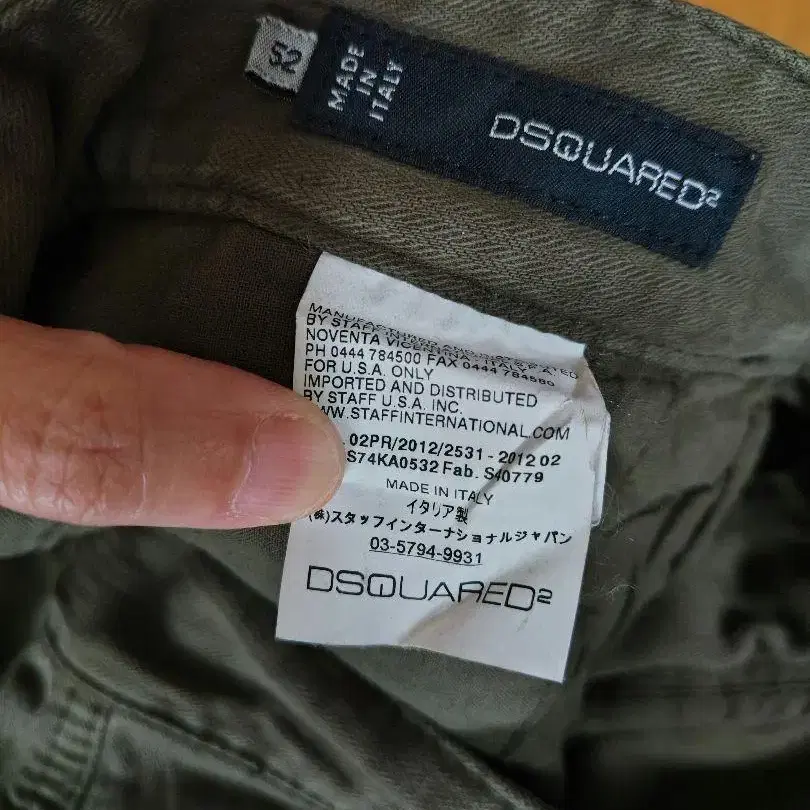 52
MADE
IN
ITALY
DSQUARED²
MANUFACTURED AND
BY STAFF
NOVENTA VICENTINA ITALY
PH 0444 784500 FAX 0444 784580
FOR U.S.A. ONLY
IMPORTED AND DISTRIBUTED
BY STAFF U.S.A. INC.
WWW.STAFFINTERNATIONAL.COM
02PR/2012/2531 - 2012 02
S74KA0532 Fab. S40779
MADE IN ITALY
イタリア製
(株)スタッフインターナショナルジャパン
03-5794-9931
DSQUARED²